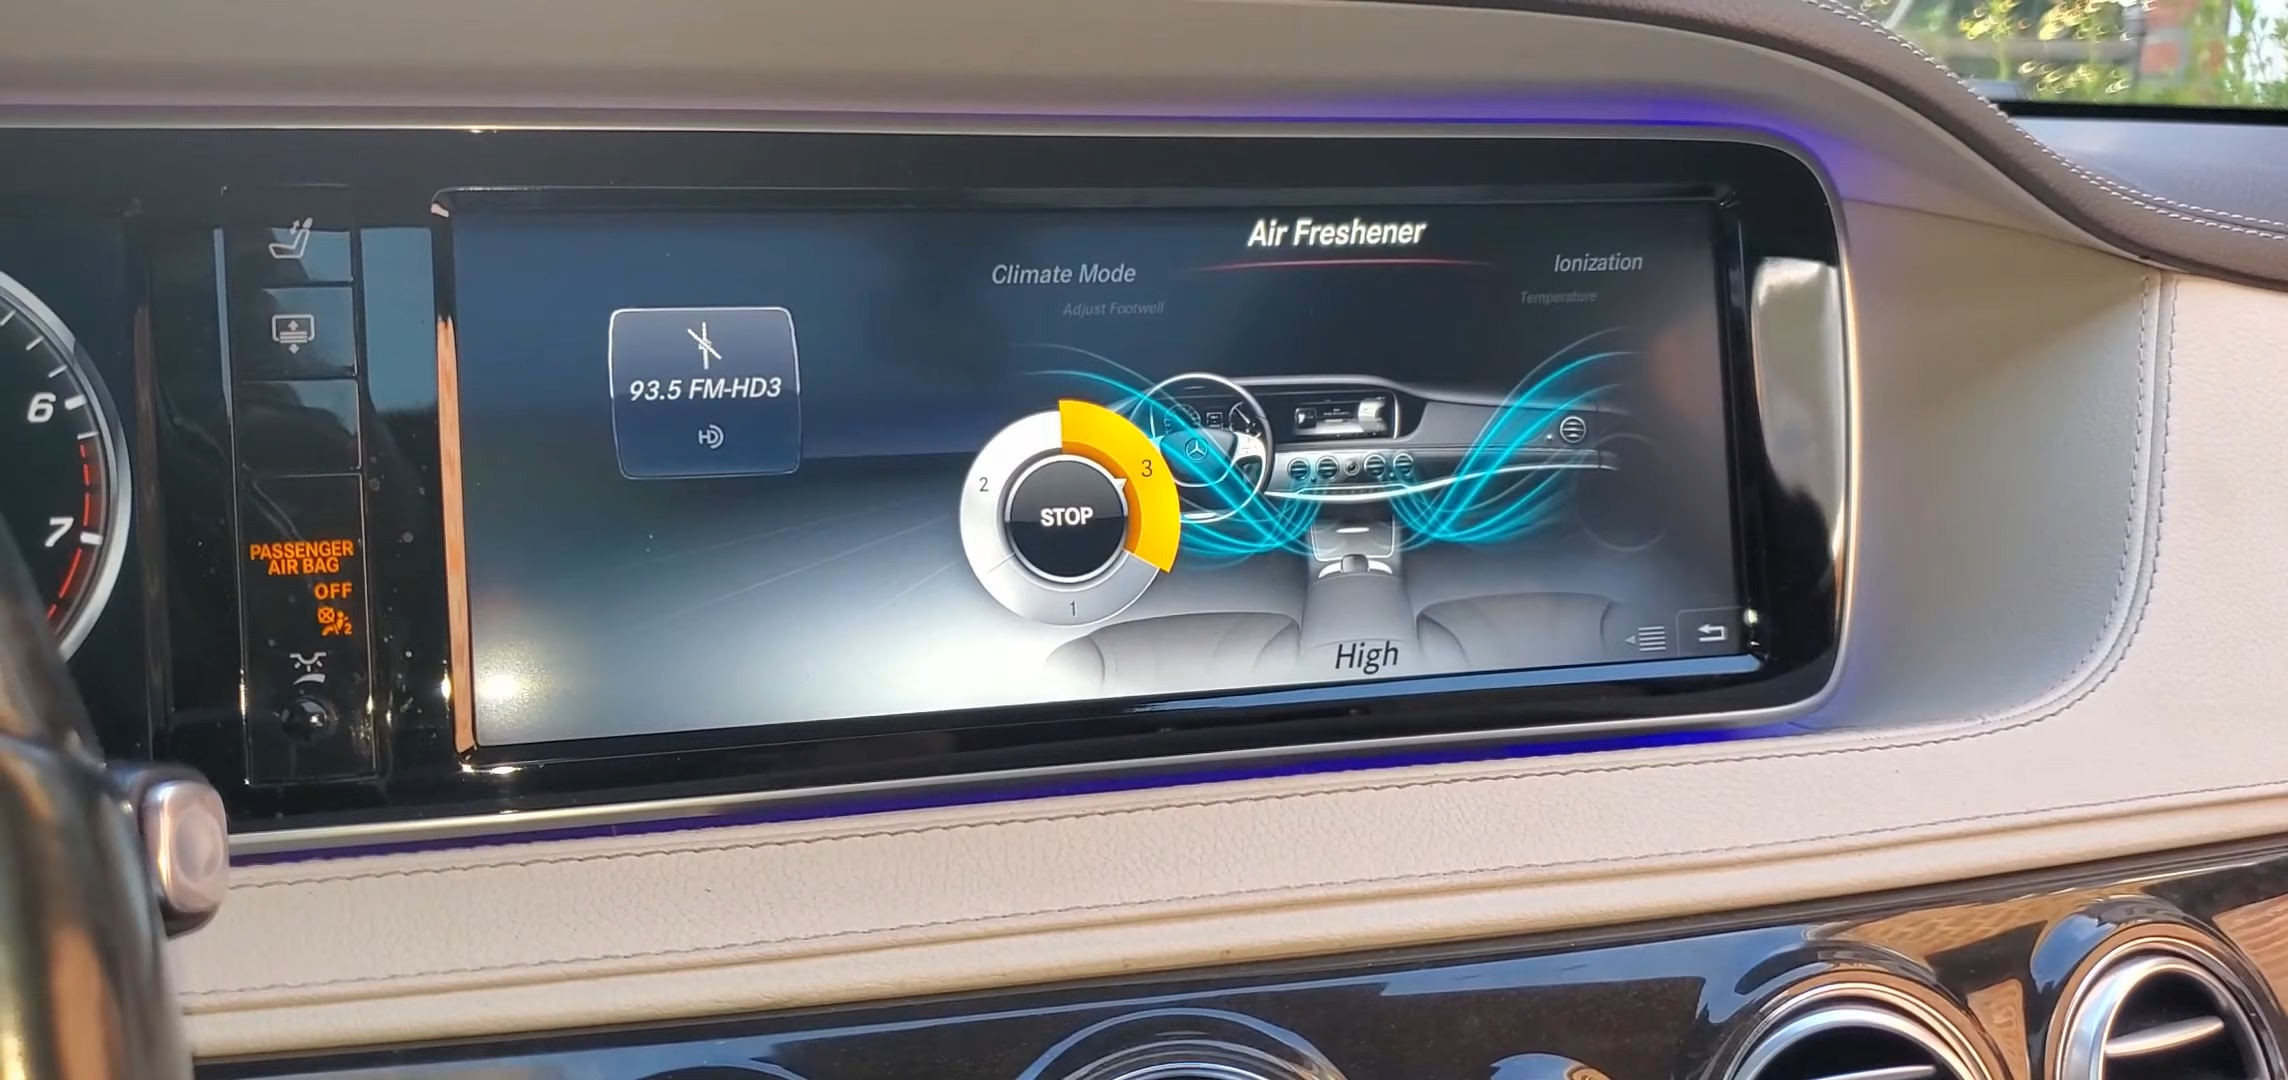 6
7
PASSENGER
AIR BAG
OFF
2
93.5 FM-HD3
HD
Air Freshener
Climate Mode
Ionization
Adjust Footwell
Temperature
3
2
STOP
1
High